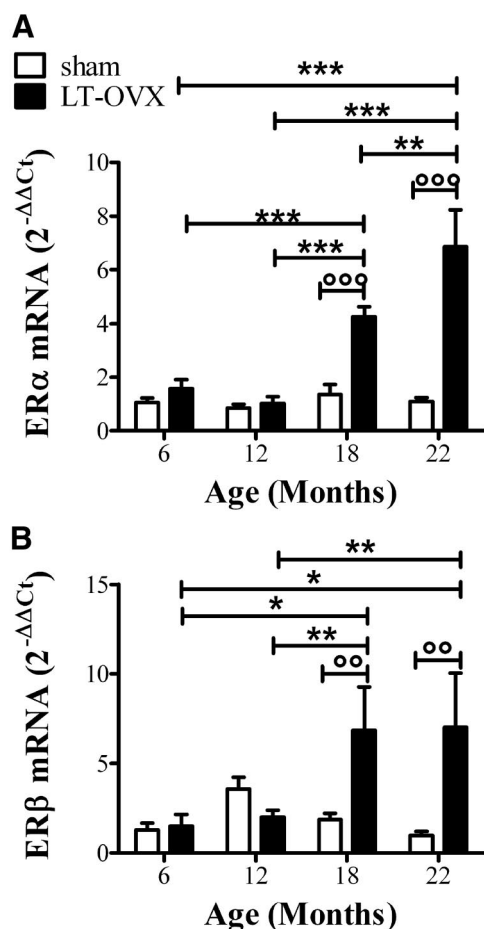 A
sham
LT-OVX
***
***
**
°°°
***
***
°°°
ERα mRNA (2^-ΔΔCt)
10
8
6
4
2
0
6 12 18 22
Age (Months)
B
**
*
*
**
°°
°°
ERβ mRNA (2^-ΔΔCt)
15
10
5
0
6 12 18 22
Age (Months)